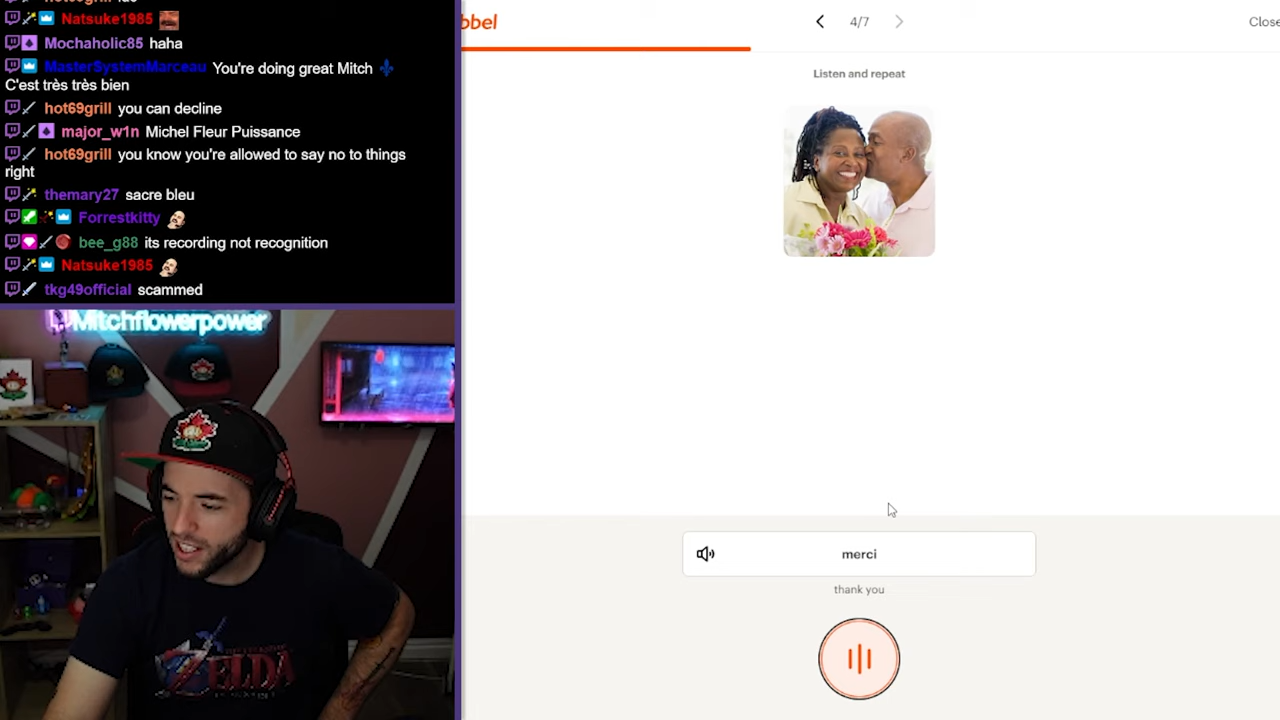 Natsuke1985
Mochaholic85 haha
MasterSystemMarceau You're doing great Mitch
C'est très très bien
hot69grill you can decline
major_w1n Michel Fleur Puissance
hot69grill you know you're allowed to say no to things
right
themary27 sacre bleu
Forrestkitty
bee_g88 its recording not recognition
Natsuke1985
tkg49official scammed
Mitchflowerpower
ZELDA
bbel
4/7
Close
Listen and repeat
merci
thank you